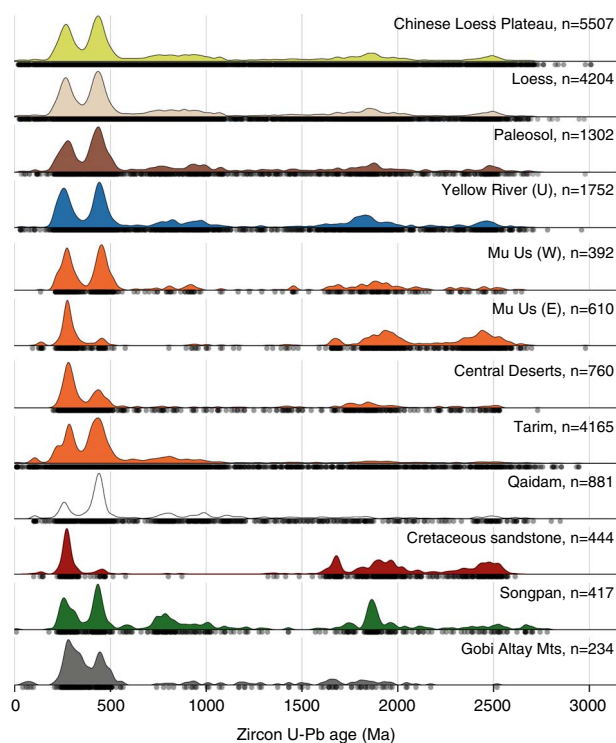 Chinese Loess Plateau, n=5507
Loess, n=4204
Paleosol, n=1302
Yellow River (U), n=1752
Mu Us (W), n=392
Mu Us (E), n=610
Central Deserts, n=760
Tarim, n=4165
Qaidam, n=881
Cretaceous sandstone, n=444
Songpan, n=417
Gobi Altay Mts, n=234
0 500 1000 1500 2000 2500 3000
Zircon U-Pb age (Ma)